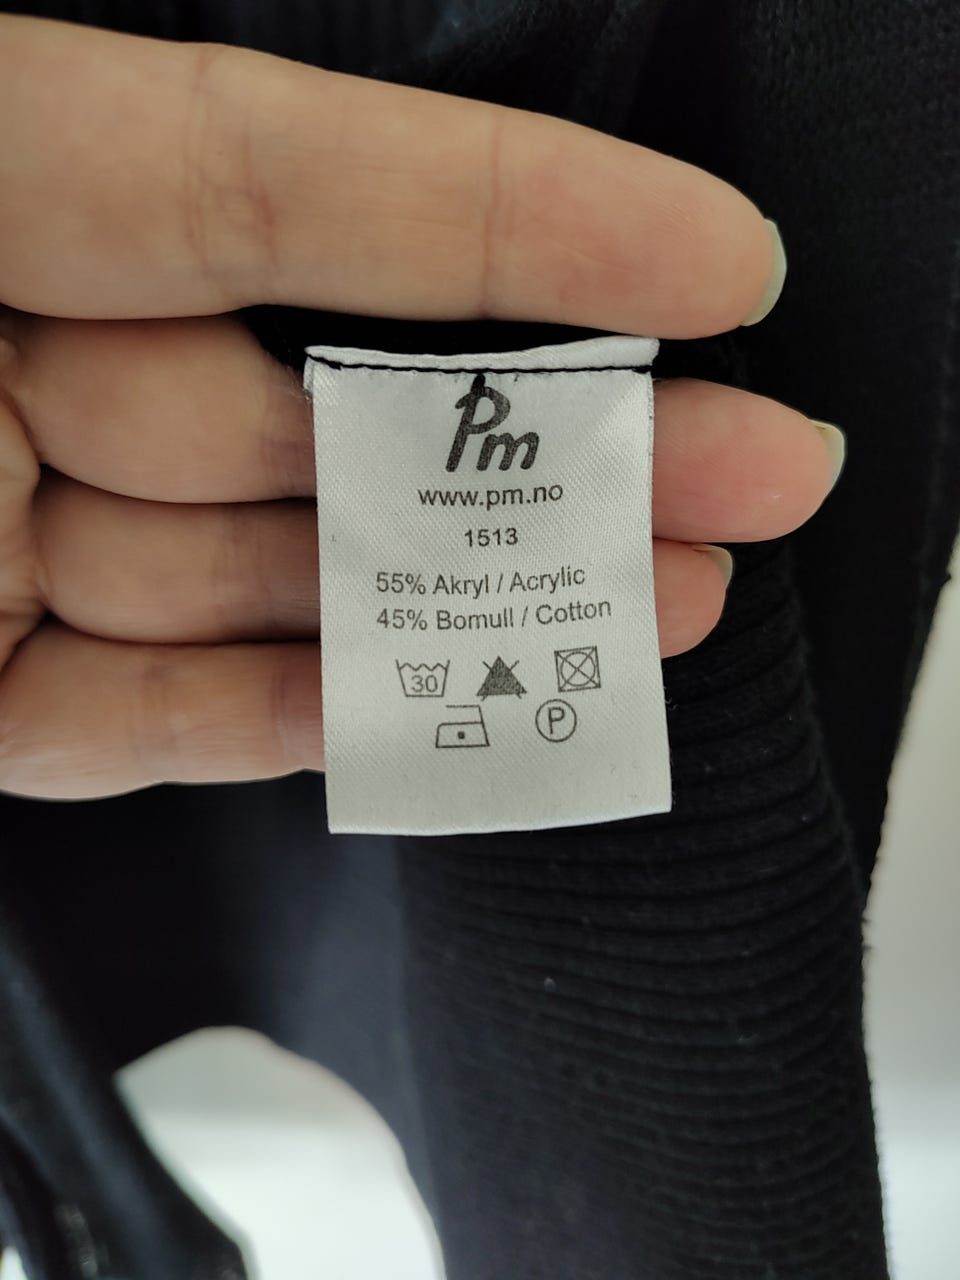 Pm
www.pm.no
1513
55% Akryl / Acrylic
45% Bomull / Cotton
30
P